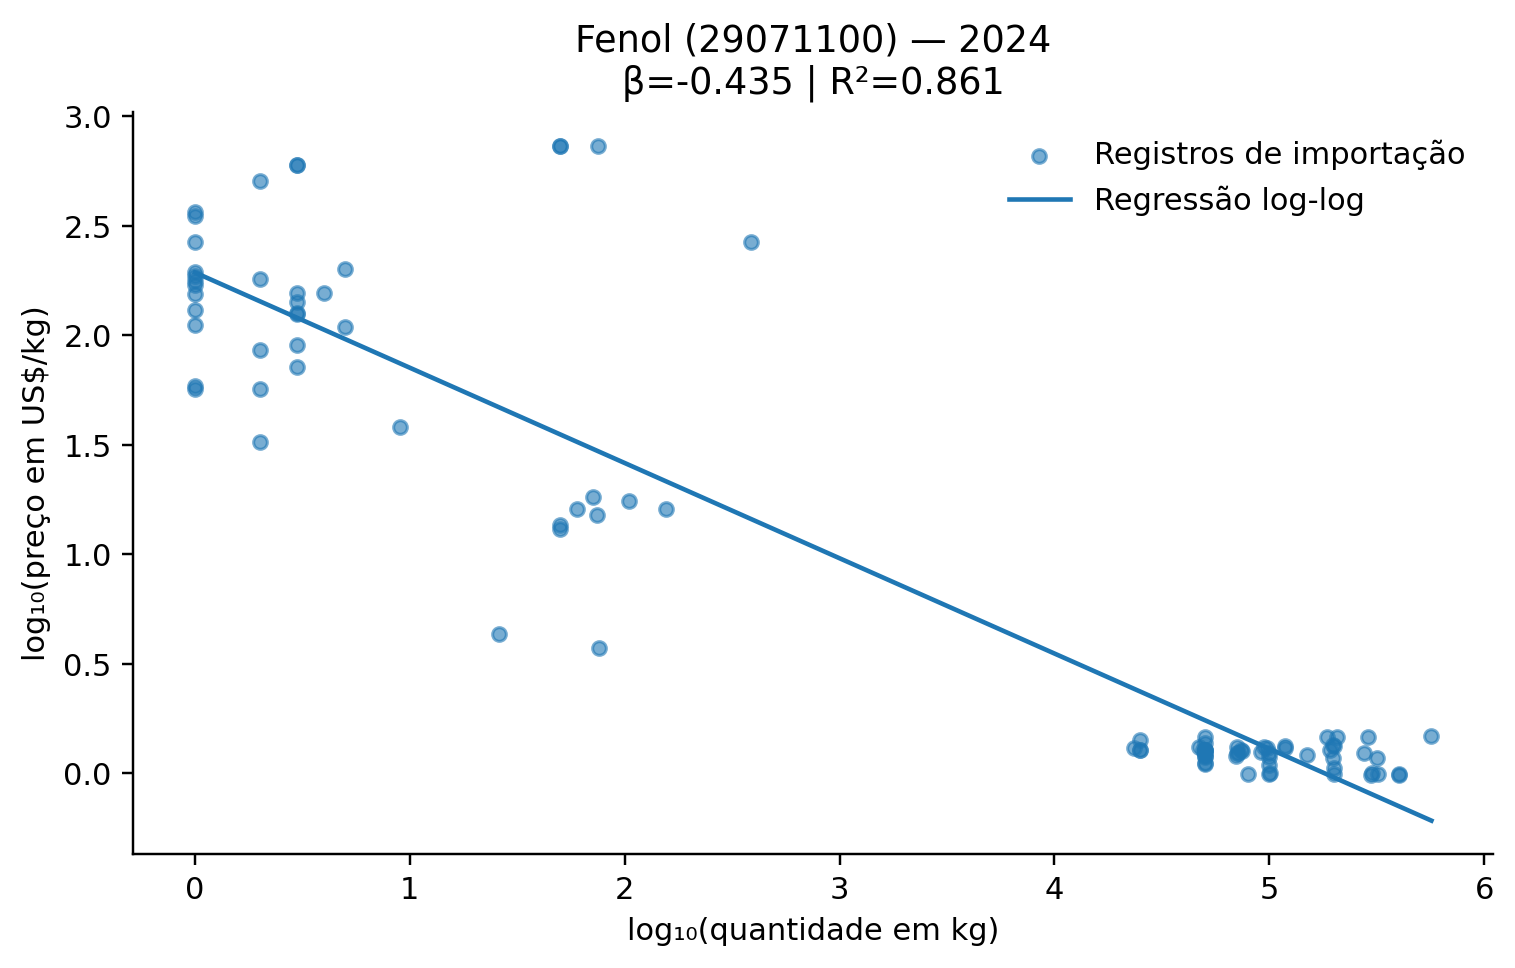 Fenol (29071100) — 2024
β=-0.435 | R²=0.861
Registros de importação
Regressão log-log
log₁₀(preço em US$/kg)
3.0
2.5
2.0
1.5
1.0
0.5
0.0
0 1 2 3 4 5 6
log₁₀(quantidade em kg)